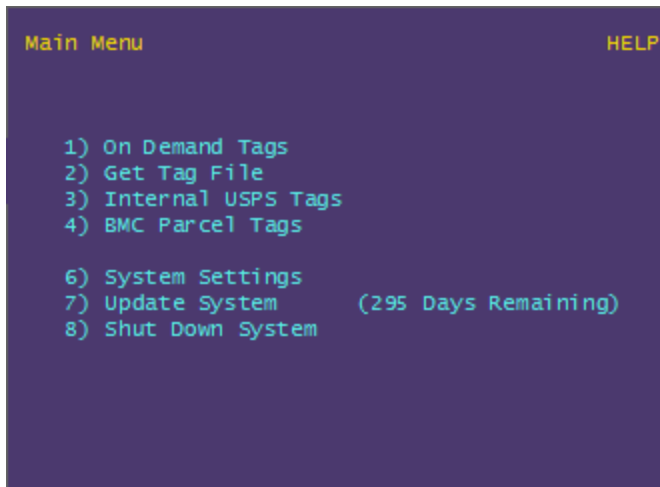 Main Menu HELP
1) On Demand Tags
2) Get Tag File
3) Internal USPS Tags
4) BMC Parcel Tags
6) System Settings
7) Update System (295 Days Remaining)
8) Shut Down System